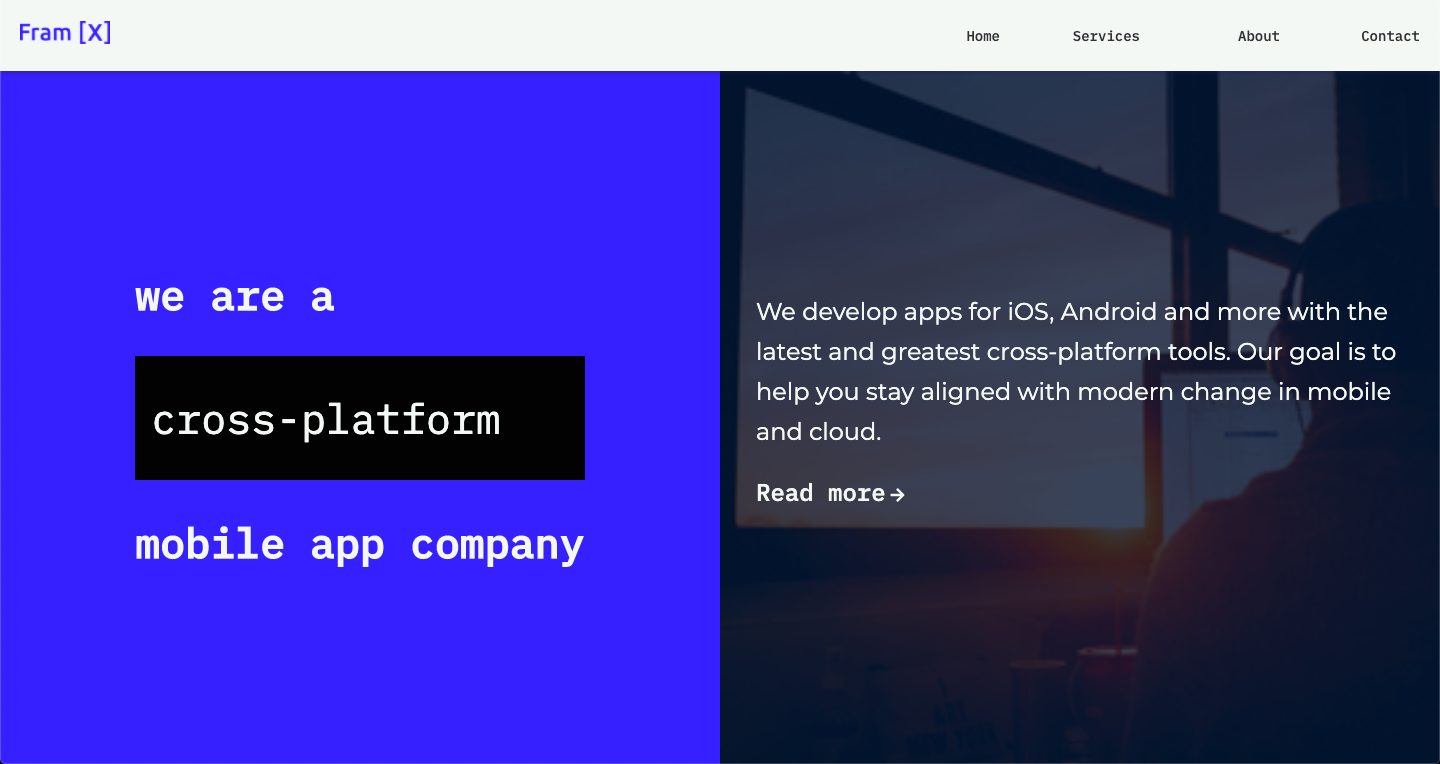 Fram [X]
Home
Services
About
Contact
we are a
cross-platform
mobile app company
We develop apps for iOS, Android and more with the
latest and greatest cross-platform tools. Our goal is to
help you stay aligned with modern change in mobile
and cloud.
Read more→